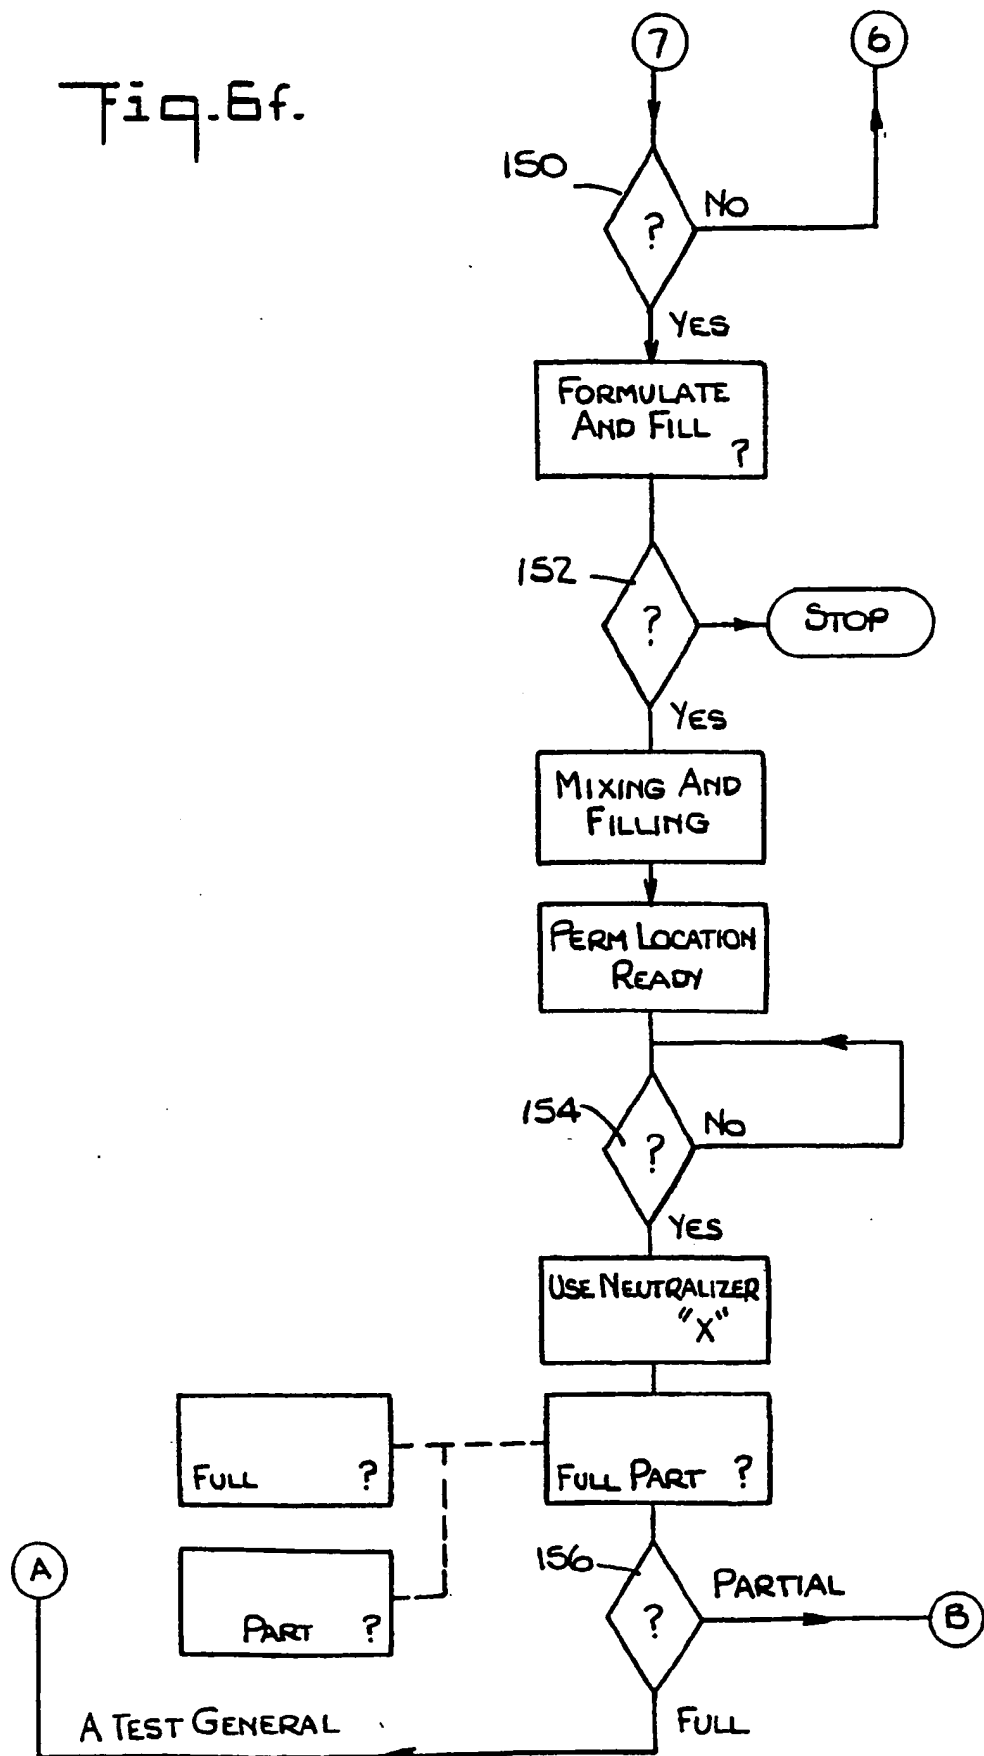 7
6
Fig. 6f.
150
?
No
YES
FORMULATE
AND FILL
?
152
?
STOP
YES
MIXING AND
FILLING
PERM LOCATION
READY
154
?
No
YES
USE NEUTRALIZER
"X"
FULL ?
FULL PART ?
PART ?
A
156
?
PARTIAL
B
A TEST GENERAL
FULL